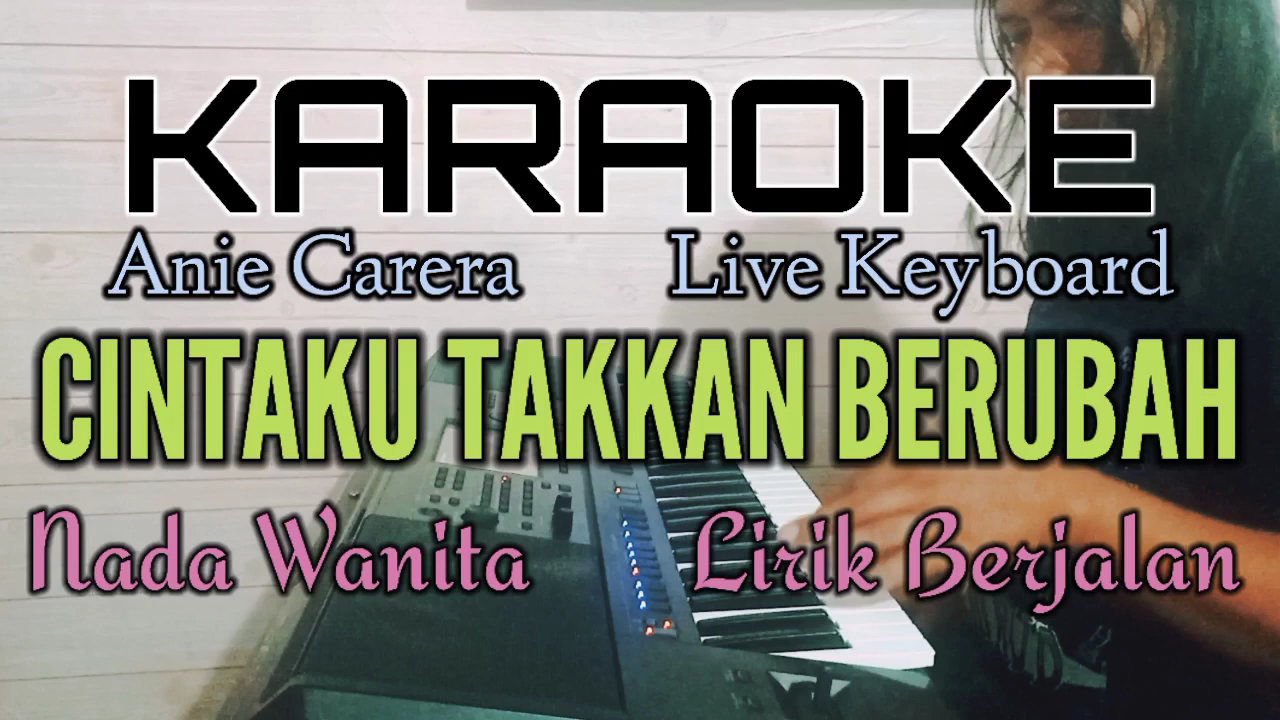 KARAOKE
Anie Carera Live Keyboard
CINTAKU TAKKAN BERUBAH
Nada Wanita Lirik Berjalan